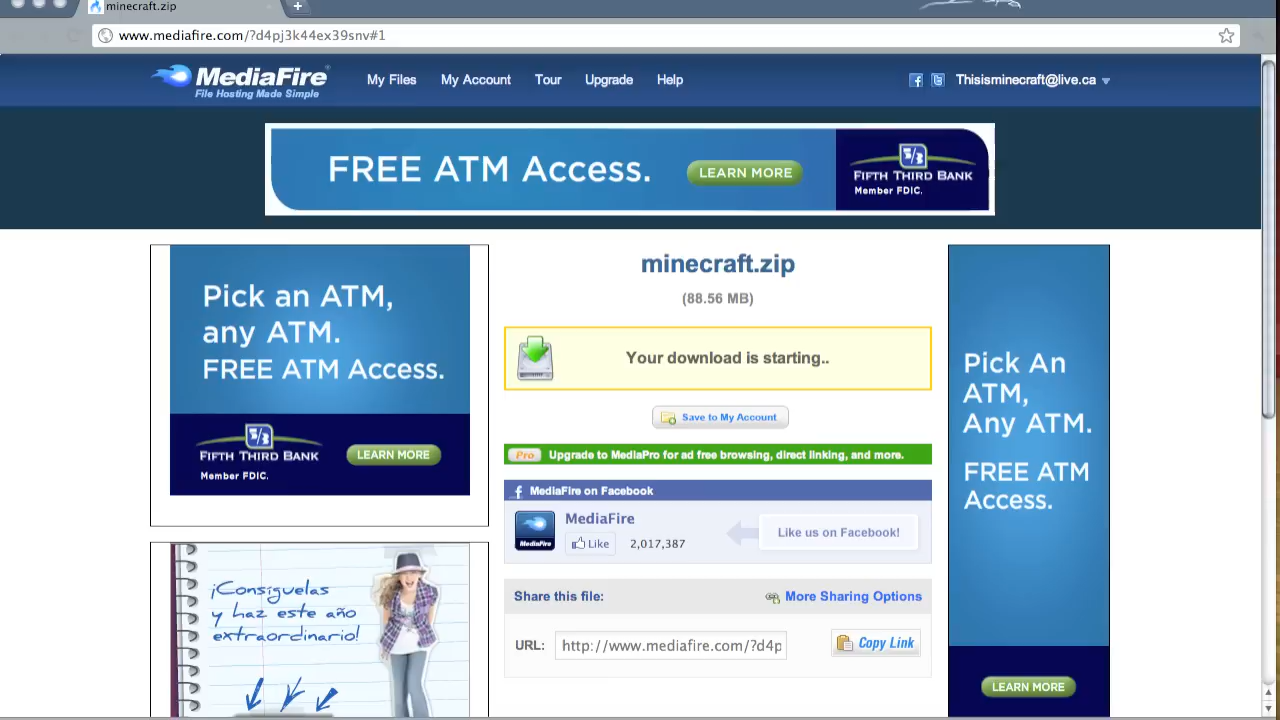 minecraft.zip
www.mediafire.com/?d4pj3k44ex39snv#1
MediaFire
File Hosting Made Simple
My Files My Account Tour Upgrade Help
Thisisminecraft@live.ca
FREE ATM Access.
LEARN MORE
FIFTH THIRD BANK
Member FDIC.
Pick an ATM,
any ATM.
FREE ATM Access.
FIFTH THIRD BANK
Member FDIC.
LEARN MORE
¡Consíguelas
y haz este año
extraordinario!
minecraft.zip
(88.56 MB)
Your download is starting..
Save to My Account
Pro Upgrade to MediaPro for ad free browsing, direct linking, and more.
MediaFire on Facebook
MediaFire
MediaFire
Like 2,017,387
Like us on Facebook!
Share this file: More Sharing Options
URL: http://www.mediafire.com/?d4p
Copy Link
Pick An
ATM,
Any ATM.
FREE ATM
Access.
LEARN MORE